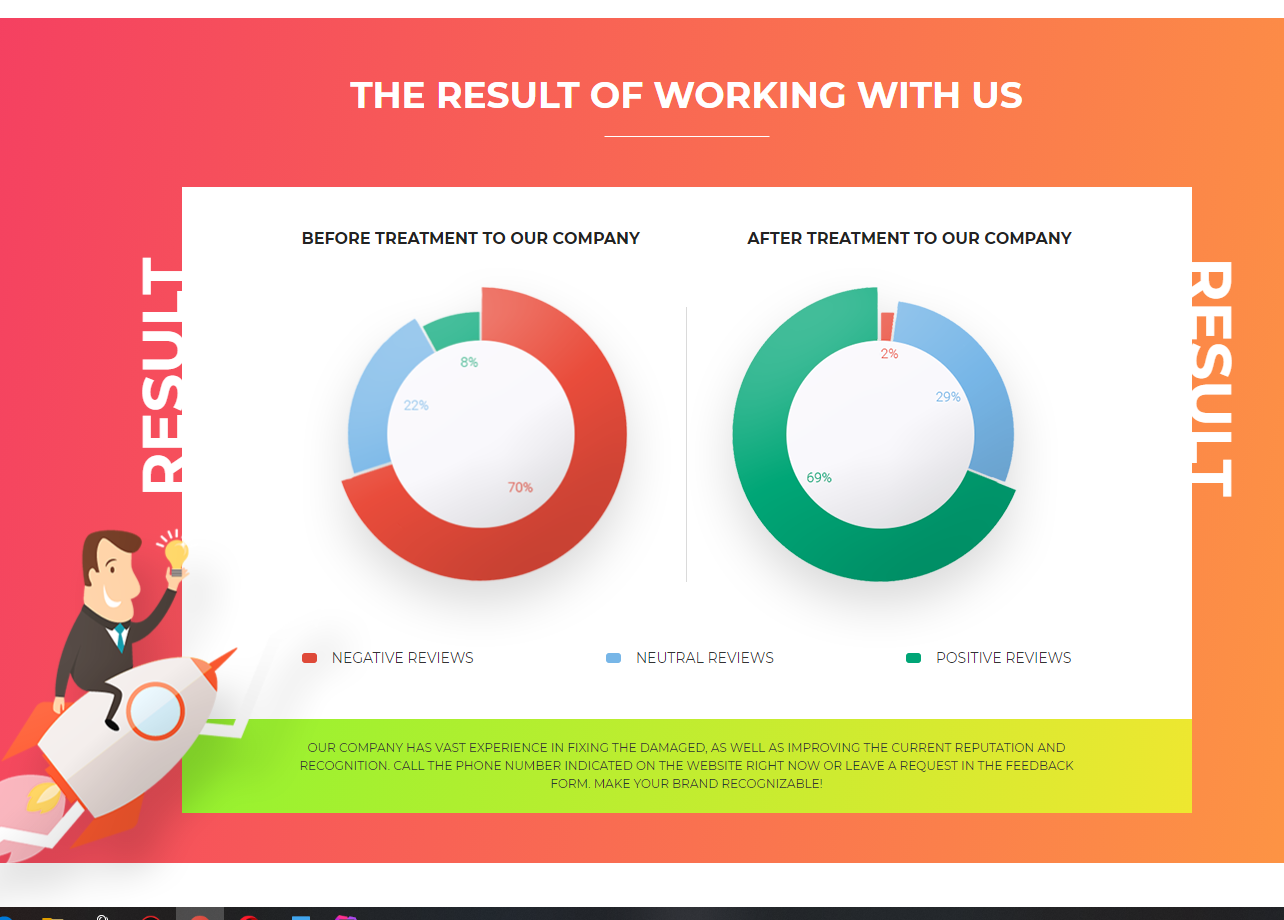 THE RESULT OF WORKING WITH US
BEFORE TREATMENT TO OUR COMPANY
AFTER TREATMENT TO OUR COMPANY
RESULT
RESULT
8%
22%
70%
2%
29%
69%
NEGATIVE REVIEWS
NEUTRAL REVIEWS
POSITIVE REVIEWS
OUR COMPANY HAS VAST EXPERIENCE IN FIXING THE DAMAGED, AS WELL AS IMPROVING THE CURRENT REPUTATION AND
RECOGNITION. CALL THE PHONE NUMBER INDICATED ON THE WEBSITE RIGHT NOW OR LEAVE A REQUEST IN THE FEEDBACK
FORM. MAKE YOUR BRAND RECOGNIZABLE!